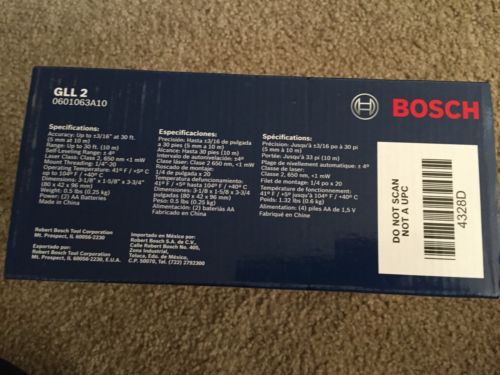 GLL 2
0601063A10
BOSCH
Specifications:
Accuracy: Up to ±3/16" at 30 ft.
(5 mm at 10 m)
Range: Up to 30 ft. (10 m)
Self-Leveling Range: ± 4º
Laser Class: Class 2, 650 nm <1 mW
Mount Threading: 1/4"-20
Operating Temperature: 41º F / +5º C
up to 104º F / +40º C
Dimensions: 3-1/8" x 1-5/8" x 3-3/4"
(80 x 42 x 96 mm)
Weight: 0.5 lbs (0.25 kg)
Power: (2) AA Batteries
Made in China
Robert Bosch Tool Corporation
Mt. Prospect, IL 60056-2230
Exportado por:
Robert Bosch Tool Corporation
Mt. Prospect, IL 60056-2230, E.U.A.
Especificaciones:
Precisión: Hasta ±3/16 de pulgada
a 30 pies (5 mm a 10 m)
Alcance: Hasta 30 pies (10 m)
Intervalo de autonivelación: ±4º
Clase de láser: Clase 2 650 nm, <1 mW
Roscado de montaje:
1/4 de pulgada x 20
Temperatura defuncionamiento:
41º F/ +5º hasta 104º F / +40º C
Dimensiones: 3-1/8 x 1-5/8 x 3-3/4
(80 x 42 x 96 mm)
Peso: 0.5 lbs (0.25 kg)
Alimentación: (2) baterías AA
Fabricado en China
Importado en México por:
Robert Bosch S.A. de C.V.,
Calle Robert Bosch No. 405,
Zona Industrial,
Toluca, Edo. de México,
C.P. 50070, Tel. (722) 2792300
Spécifications :
Précision: Jusqu'à ±3/16 po à 30 pi
(5 mm à 10 m)
Portée: Jusqu'à 33 pi (10 m)
Plage de nivellement automatique: ± 4º
Classe de laser:
Classe 2, 650 nm, <1 mW
Filet de montage: 1/4 po x 20
Température de fonctionnement:
41º F / +5º C à 104º F / +40º C
Poids: 1.32 lbs (0.6 kg)
Alimentation: (4) piles AA de 1,5 V
Fabriqué en China
DO NOT SCAN
NOT A UPC
4328D